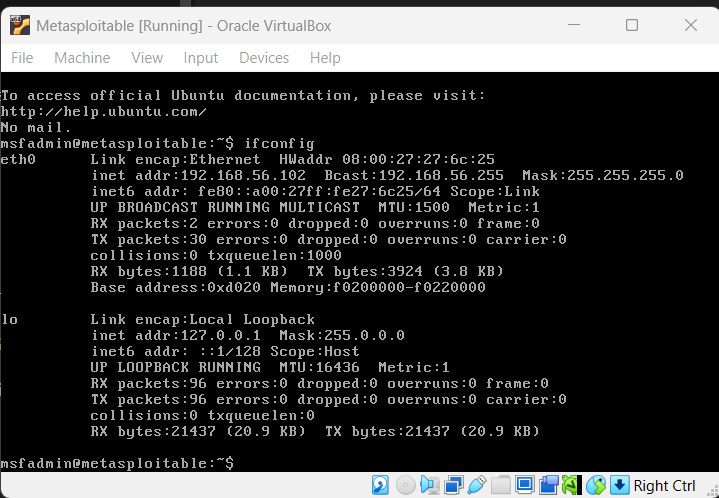 Metasploitable [Running] - Oracle VirtualBox
File Machine View Input Devices Help
To access official Ubuntu documentation, please visit:
http://help.ubuntu.com/
No mail.
msfadmin@metasploitable:~$ ifconfig
eth0      Link encap:Ethernet  HWaddr 08:00:27:27:6c:25
          inet addr:192.168.56.102  Bcast:192.168.56.255  Mask:255.255.255.0
          inet6 addr: fe80::a00:27ff:fe27:6c25/64 Scope:Link
          UP BROADCAST RUNNING MULTICAST  MTU:1500  Metric:1
          RX packets:2 errors:0 dropped:0 overruns:0 frame:0
          TX packets:30 errors:0 dropped:0 overruns:0 carrier:0
          collisions:0 txqueuelen:1000
          RX bytes:1188 (1.1 KB)  TX bytes:3924 (3.8 KB)
          Base address:0xd020 Memory:f0200000-f0220000
lo        Link encap:Local Loopback
          inet addr:127.0.0.1  Mask:255.0.0.0
          inet6 addr: ::1/128 Scope:Host
          UP LOOPBACK RUNNING  MTU:16436  Metric:1
          RX packets:96 errors:0 dropped:0 overruns:0 frame:0
          TX packets:96 errors:0 dropped:0 overruns:0 carrier:0
          collisions:0 txqueuelen:0
          RX bytes:21437 (20.9 KB)  TX bytes:21437 (20.9 KB)
msfadmin@metasploitable:~$
Right Ctrl